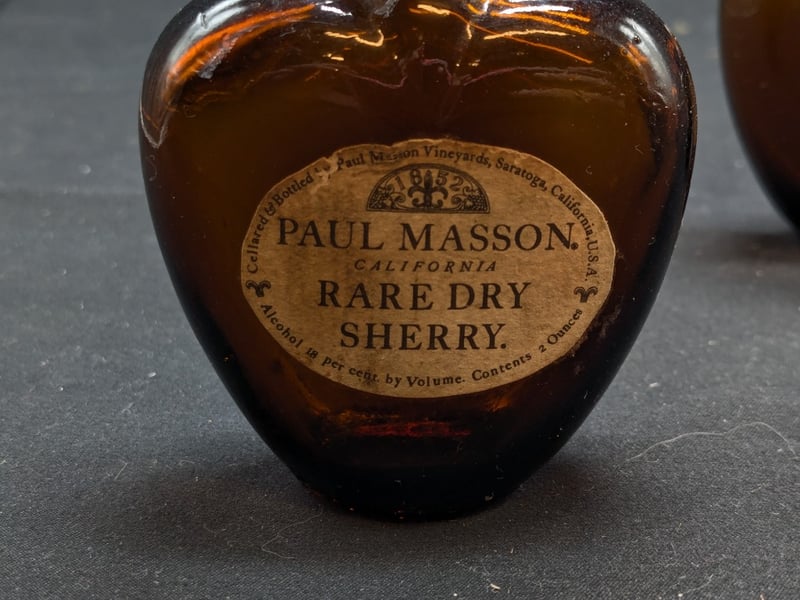 Cellared & Bottled by Paul Masson Vineyards, Saratoga, California, U.S.A
1852
PAUL MASSON.
CALIFORNIA
RARE DRY
SHERRY.
Alcohol 18 per cent. by Volume. Contents 2 Ounces